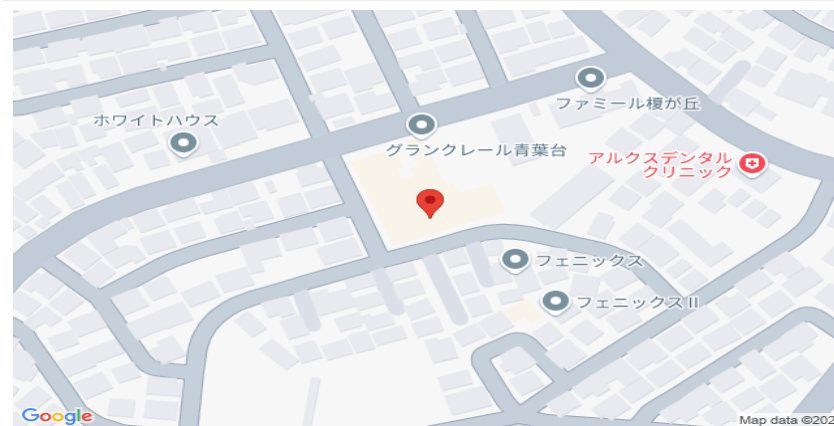 ファミール榎が丘
ホワイトハウス
グランクレール青葉台
アルクスデンタル
クリニック
フェニックス
フェニックスⅡ
Google
Map data ©202